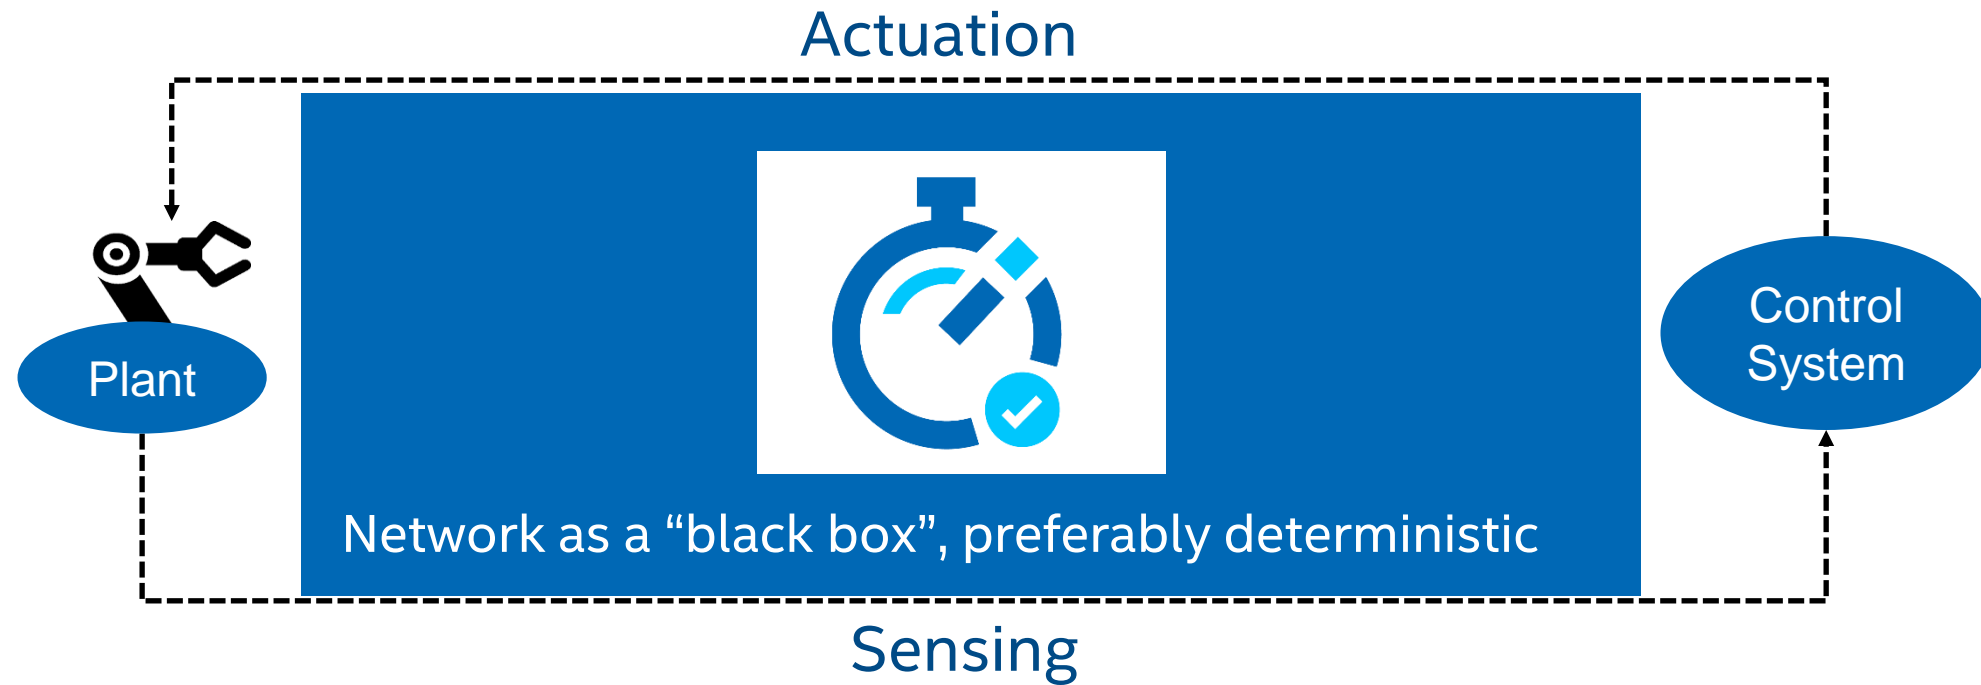 Actuation
Plant
Control
System
Network as a “black box”, preferably deterministic
Sensing